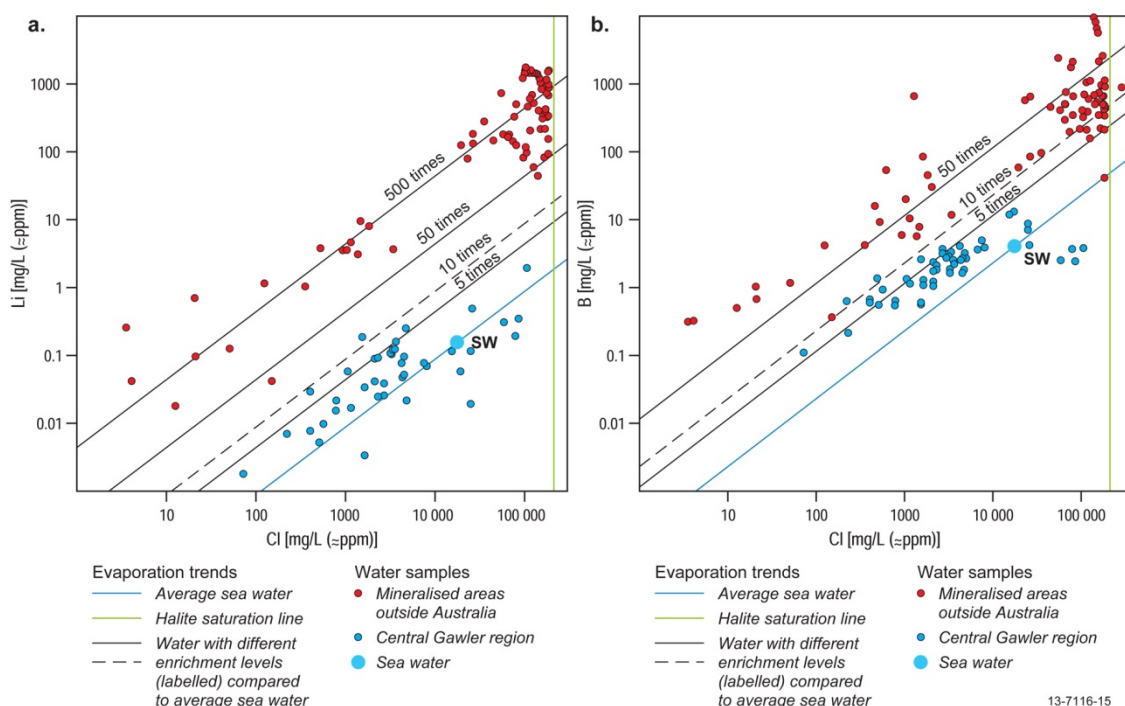 a.
Li [mg/L (≈ppm)]
1000
100
10
1
0.1
0.01
500 times
50 times
10 times
5 times
SW
10
100
1000
10 000
100 000
Cl [mg/L (≈ppm)]
b.
B [mg/L (≈ppm)]
1000
100
10
1
0.1
0.01
50 times
10 times
5 times
SW
10
100
1000
10 000
100 000
Cl [mg/L (≈ppm)]
Evaporation trends
Average sea water
Halite saturation line
Water with different
enrichment levels
(labelled) compared
to average sea water
Water samples
Mineralised areas
outside Australia
Central Gawler region
Sea water
Evaporation trends
Average sea water
Halite saturation line
Water with different
enrichment levels
(labelled) compared
to average sea water
Water samples
Mineralised areas
outside Australia
Central Gawler region
Sea water
13-7116-15